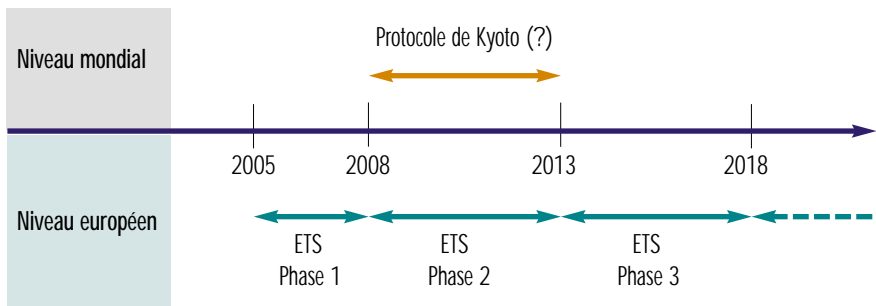 Protocole de Kyoto (?)
Niveau mondial
2005 2008 2013 2018
Niveau européen
ETS ETS ETS
Phase 1 Phase 2 Phase 3